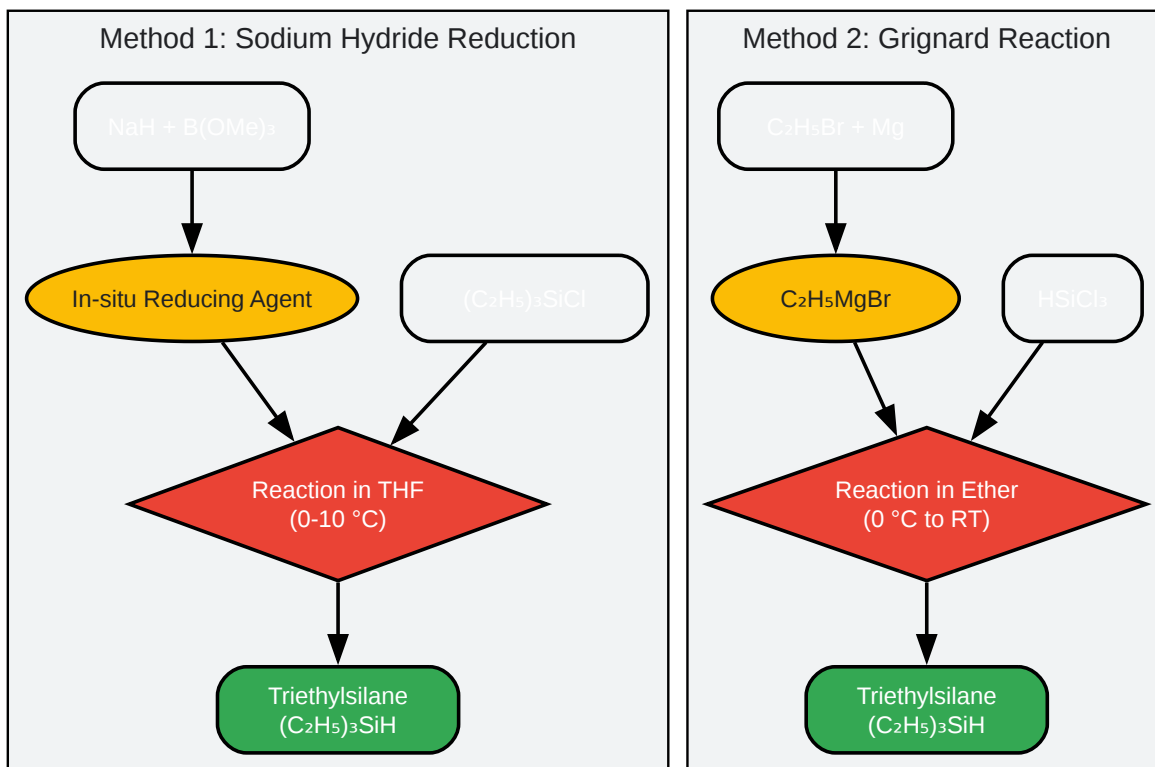 Method 1: Sodium Hydride Reduction
NaH + B(OMe)₃
In-situ Reducing Agent
(C₂H₅)₃SiCl
Reaction in THF
(0-10 °C)
Triethylsilane
(C₂H₅)₃SiH
Method 2: Grignard Reaction
C₂H₅Br + Mg
C₂H₅MgBr
HSiCl₃
Reaction in Ether
(0 °C to RT)
Triethylsilane
(C₂H₅)₃SiH